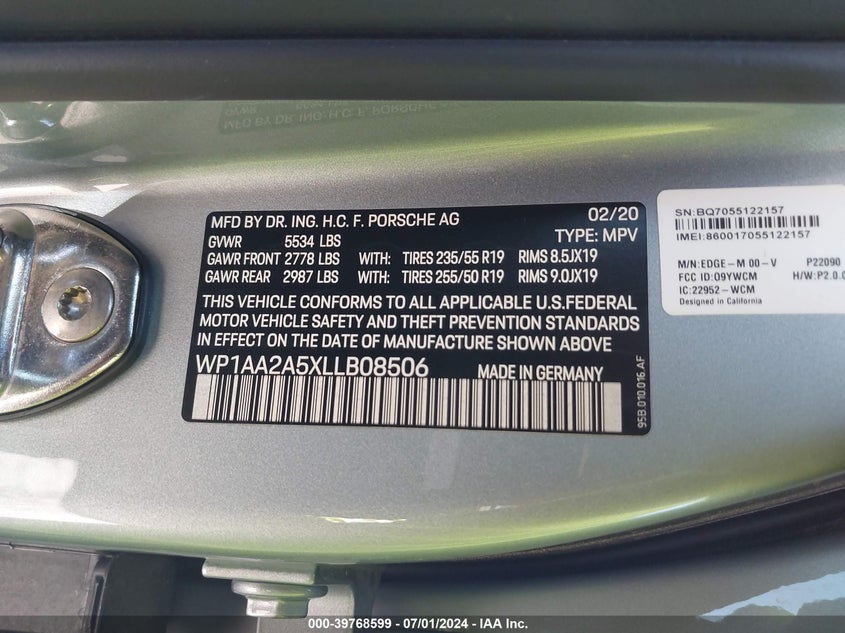 MFD BY DR. ING. H.C. F. PORSCHE AG 02/20
GVWR 5534 LBS TYPE: MPV
GAWR FRONT 2778 LBS WITH: TIRES 235/55 R19 RIMS 8.5JX19
GAWR REAR 2987 LBS WITH: TIRES 255/50 R19 RIMS 9.0JX19
THIS VEHICLE CONFORMS TO ALL APPLICABLE U.S.FEDERAL
MOTOR VEHICLE SAFETY AND THEFT PREVENTION STANDARDS
IN EFFECT ON THE DATE OF MANUFACTURE SHOWN ABOVE
WP1AA2A5XLLB08506 MADE IN GERMANY
95B.010.016.AF
SN:BQ7055122157
IMEI:860017055122157
M/N:EDGE-M 00-V P22090
FCC ID:O9YWCM H/W:P2.0.0
IC:22952-WCM
Designed in California
000-39768599 - 07/01/2024 - IAA Inc.